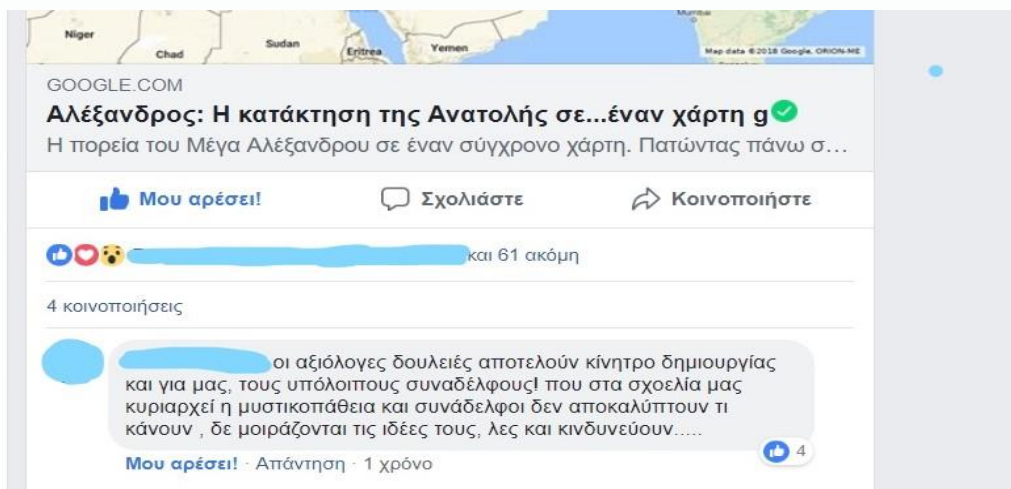 Niger
Chad
Sudan
Eritrea
Yemen
Mumbai
Map data ©2018 Google, ORION-ME
GOOGLE.COM
Αλέξανδρος: Η κατάκτηση της Ανατολής σε...έναν χάρτη g
Η πορεία του Μέγα Αλέξανδρου σε έναν σύγχρονο χάρτη. Πατώντας πάνω σ...
Μου αρέσει! Σχολιάστε Κοινοποιήστε
και 61 ακόμη
4 κοινοποιήσεις
οι αξιόλογες δουλειές αποτελούν κίνητρο δημιουργίας
και για μας, τους υπόλοιπους συναδέλφους! που στα σχοελία μας
κυριαρχεί η μυστικοπάθεια και συνάδελφοι δεν αποκαλύπτουν τι
κάνουν , δε μοιράζονται τις ιδέες τους, λες και κινδυνεύουν.....
4
Μου αρέσει! · Απάντηση · 1 χρόνο